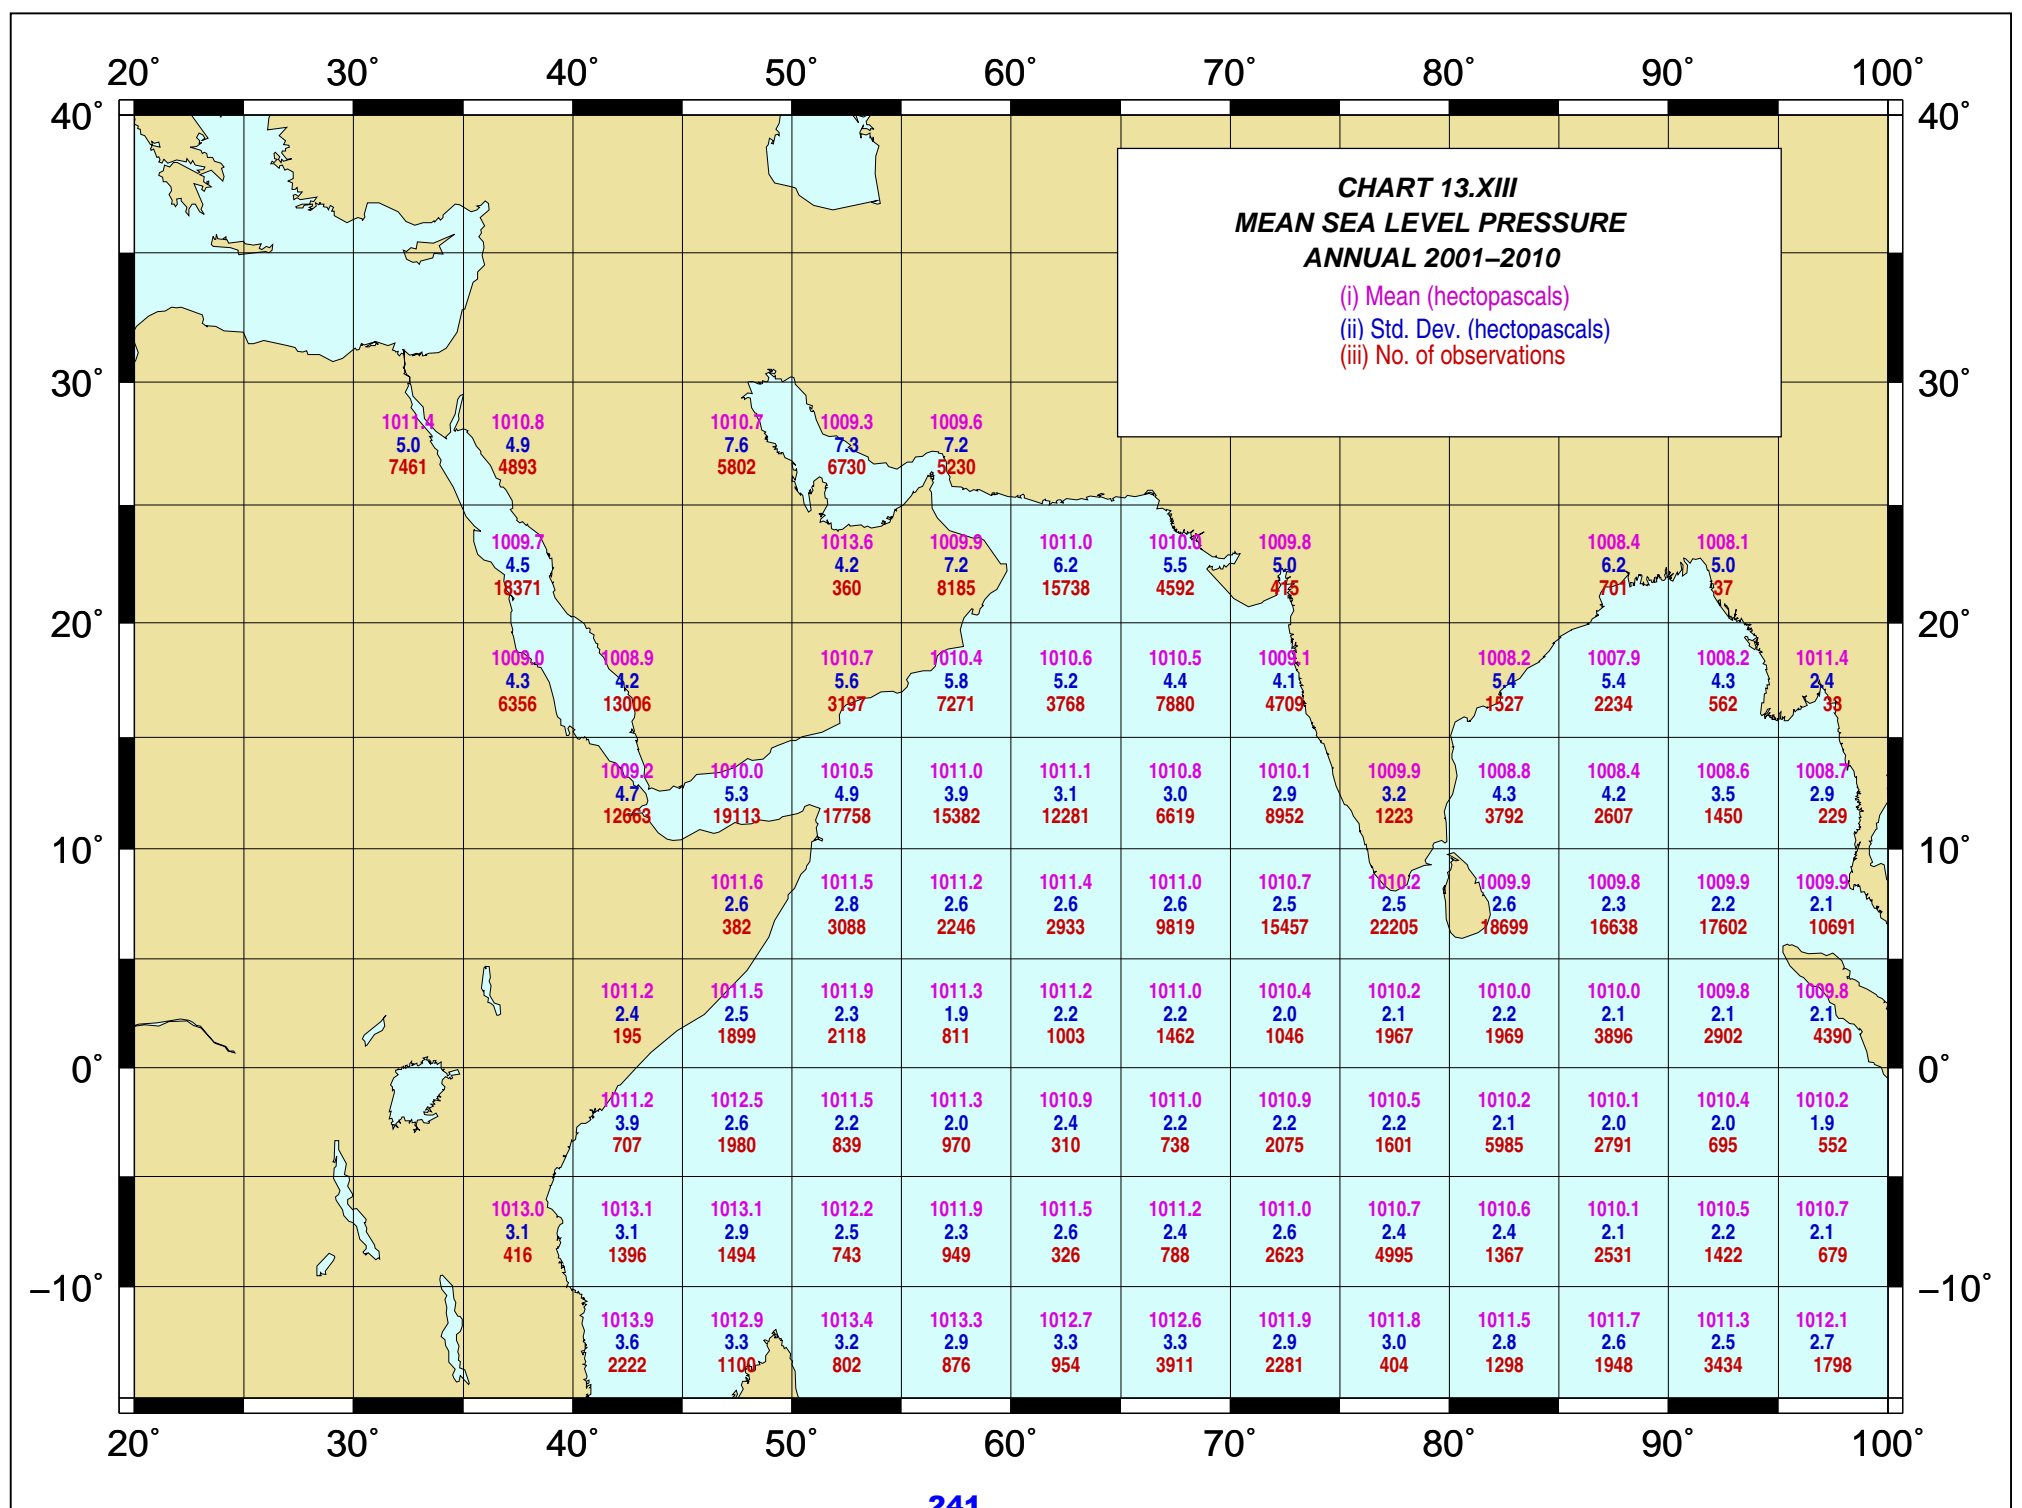 20° 30° 40° 50° 60° 70° 80° 90° 100°
40° 40°
CHART 13.XIII
MEAN SEA LEVEL PRESSURE
ANNUAL 2001–2010
(i) Mean (hectopascals)
(ii) Std. Dev. (hectopascals)
(iii) No. of observations
30° 30°
1011.4 1010.8 1010.7 1009.3 1009.6
5.0 4.9 7.6 7.3 7.2
7461 4893 5802 6730 5230
1009.7 1013.6 1009.9 1011.0 1010.0 1009.8 1008.4 1008.1
4.5 4.2 7.2 6.2 5.5 5.0 6.2 5.0
18371 360 8185 15738 4592 415 701 37
20° 20°
1009.0 1008.9 1010.7 1010.4 1010.6 1010.5 1009.1 1008.2 1007.9 1008.2 1011.4
4.3 4.2 5.6 5.8 5.2 4.4 4.1 5.4 5.4 4.3 2.4
6356 13006 3197 7271 3768 7880 4709 1527 2234 562 33
1009.2 1010.0 1010.5 1011.0 1011.1 1010.8 1010.1 1009.9 1008.8 1008.4 1008.6 1008.7
4.7 5.3 4.9 3.9 3.1 3.0 2.9 3.2 4.3 4.2 3.5 2.9
12663 19113 17758 15382 12281 6619 8952 1223 3792 2607 1450 229
10° 10°
1011.6 1011.5 1011.2 1011.4 1011.0 1010.7 1010.2 1009.9 1009.8 1009.9 1009.9
2.6 2.8 2.6 2.6 2.6 2.5 2.5 2.6 2.3 2.2 2.1
382 3088 2246 2933 9819 15457 22205 18699 16638 17602 10691
1011.2 1011.5 1011.9 1011.3 1011.2 1011.0 1010.4 1010.2 1010.0 1010.0 1009.8 1009.8
2.4 2.5 2.3 1.9 2.2 2.2 2.0 2.1 2.2 2.1 2.1 2.1
195 1899 2118 811 1003 1462 1046 1967 1969 3896 2902 4390
0° 0°
1011.2 1012.5 1011.5 1011.3 1010.9 1011.0 1010.9 1010.5 1010.2 1010.1 1010.4 1010.2
3.9 2.6 2.2 2.0 2.4 2.2 2.2 2.2 2.1 2.0 2.0 1.9
707 1980 839 970 310 738 2075 1601 5985 2791 695 552
1013.0 1013.1 1013.1 1012.2 1011.9 1011.5 1011.2 1011.0 1010.7 1010.6 1010.1 1010.5 1010.7
3.1 3.1 2.9 2.5 2.3 2.6 2.4 2.6 2.4 2.4 2.1 2.2 2.1
416 1396 1494 743 949 326 788 2623 4995 1367 2531 1422 679
–10° –10°
1013.9 1012.9 1013.4 1013.3 1012.7 1012.6 1011.9 1011.8 1011.5 1011.7 1011.3 1012.1
3.6 3.3 3.2 2.9 3.3 3.3 2.9 3.0 2.8 2.6 2.5 2.7
2222 1100 802 876 954 3911 2281 404 1298 1948 3434 1798
20° 30° 40° 50° 60° 70° 80° 90° 100°
241